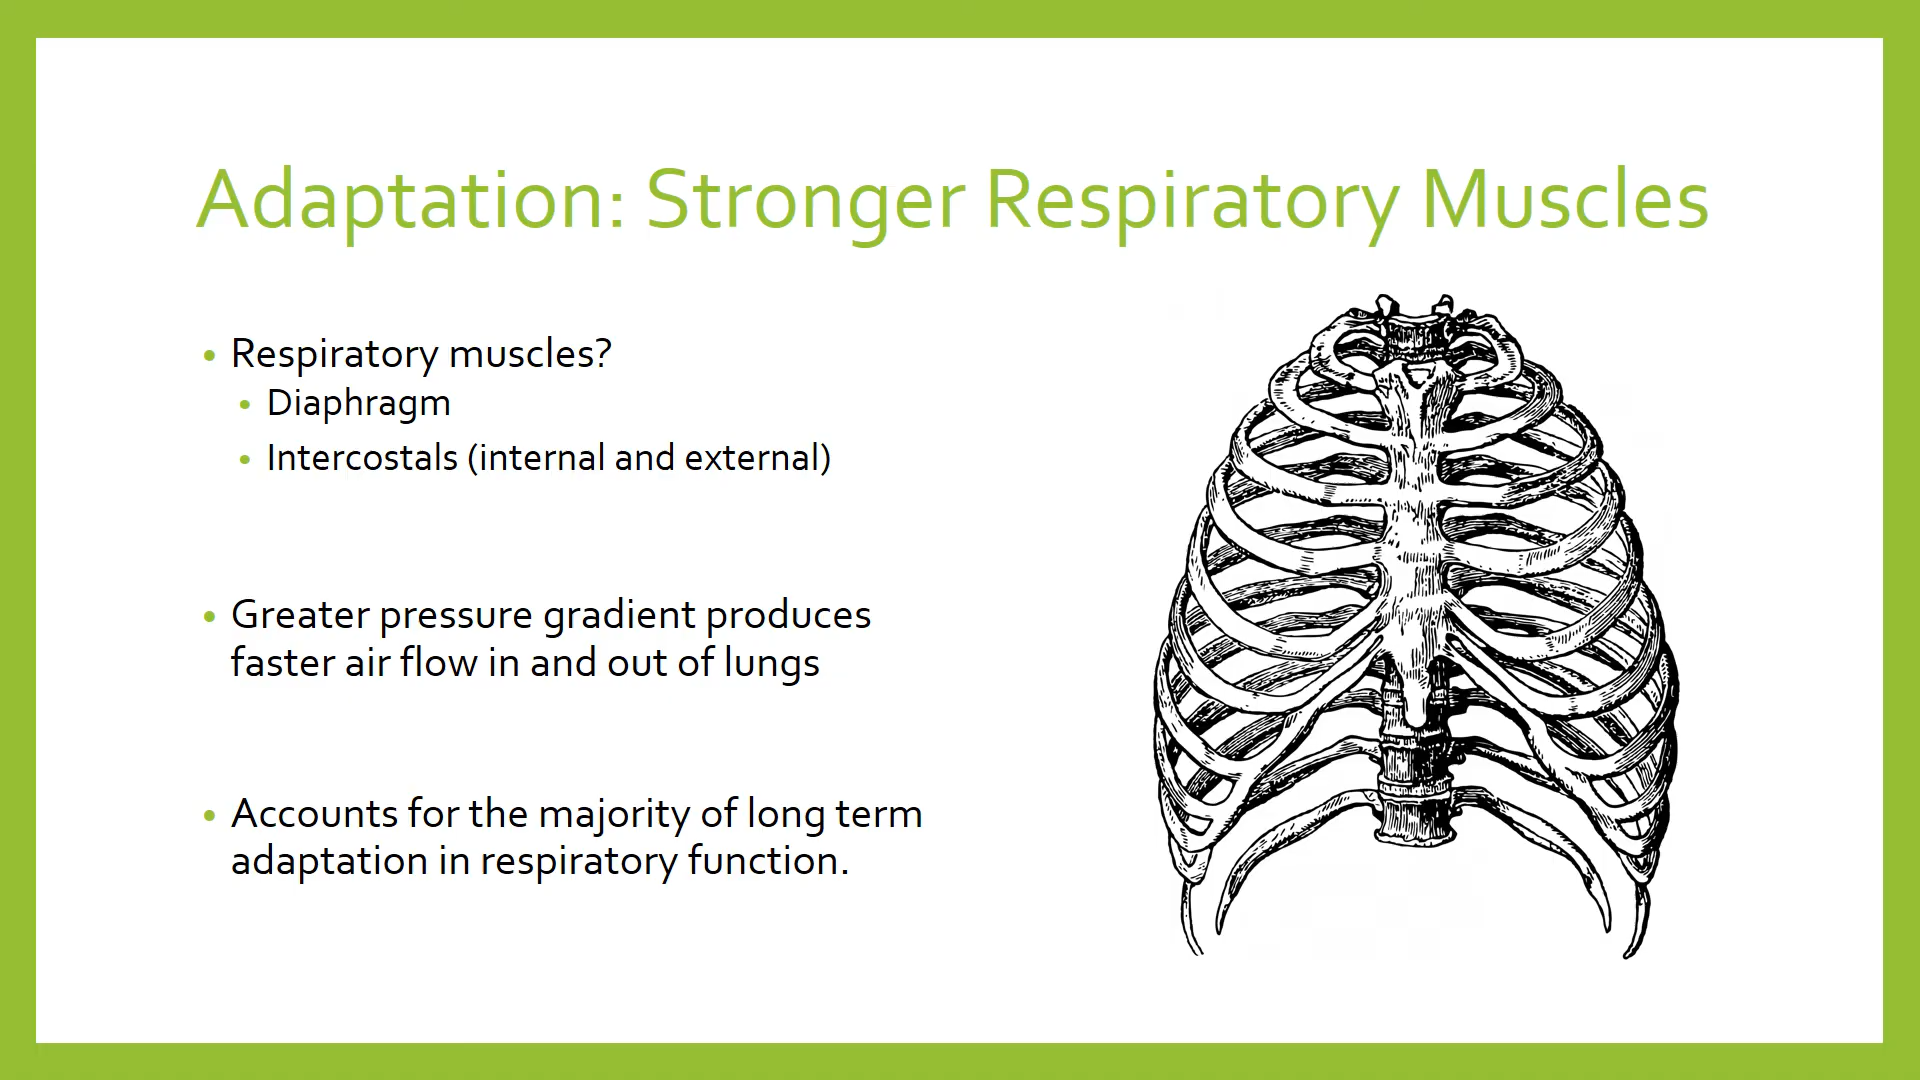 Adaptation: Stronger Respiratory Muscles
• Respiratory muscles?
• Diaphragm
• Intercostals (internal and external)
• Greater pressure gradient produces
faster air flow in and out of lungs
• Accounts for the majority of long term
adaptation in respiratory function.